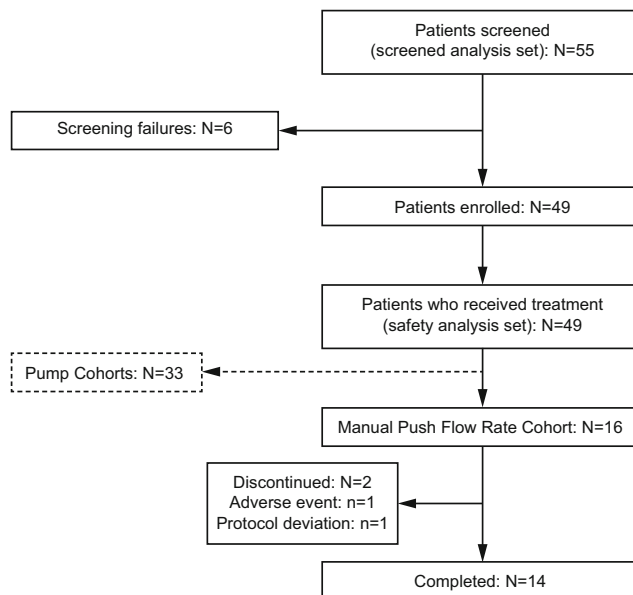 Patients screened
(screened analysis set): N=55
Screening failures: N=6
Patients enrolled: N=49
Patients who received treatment
(safety analysis set): N=49
Pump Cohorts: N=33
Manual Push Flow Rate Cohort: N=16
Discontinued: N=2
Adverse event: n=1
Protocol deviation: n=1
Completed: N=14